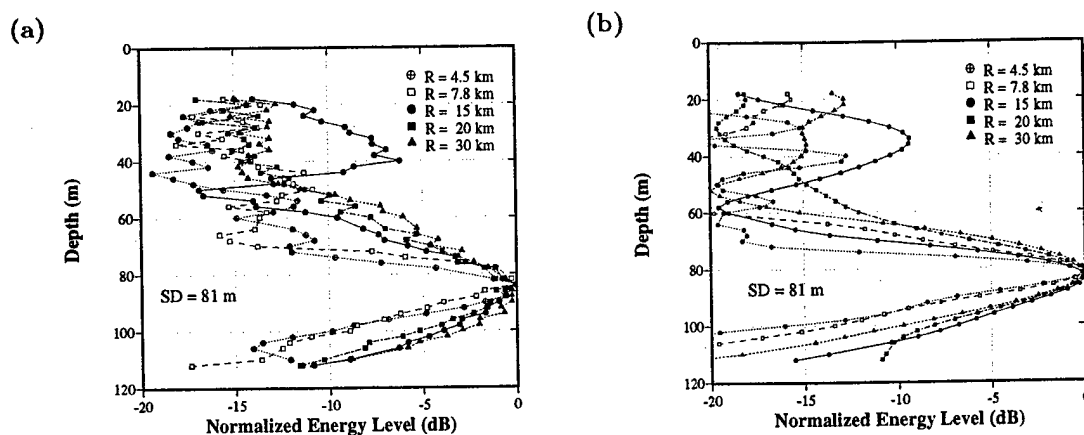 (a)
0
20
40
60
80
100
120
Depth (m)
R = 4.5 km
R = 7.8 km
R = 15 km
R = 20 km
R = 30 km
SD = 81 m
-20 -15 -10 -5 0
Normalized Energy Level (dB)
(b)
0
20
40
60
80
100
120
Depth (m)
R = 4.5 km
R = 7.8 km
R = 15 km
R = 20 km
R = 30 km
SD = 81 m
-20 -15 -10 -5 0
Normalized Energy Level (dB)